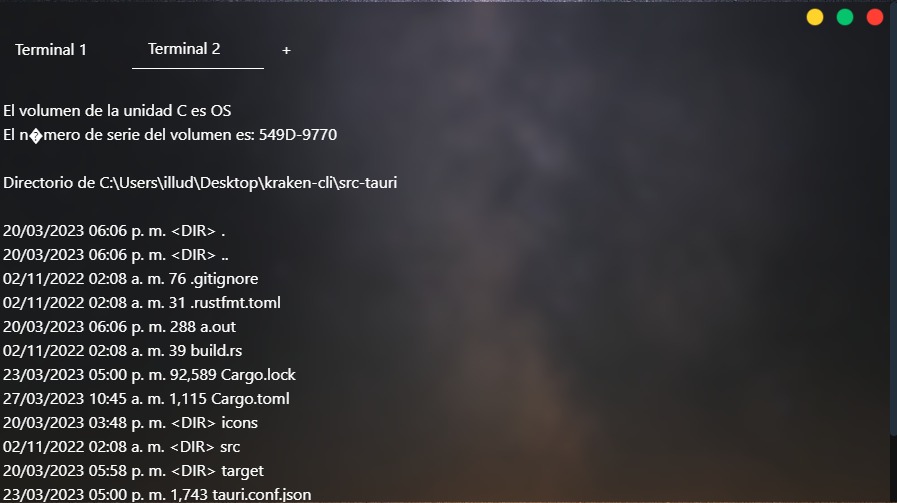 Terminal 1
Terminal 2
+
El volumen de la unidad C es OS
El n�mero de serie del volumen es: 549D-9770
Directorio de C:\Users\illud\Desktop\kraken-cli\src-tauri
20/03/2023 06:06 p. m. <DIR> .
20/03/2023 06:06 p. m. <DIR> ..
02/11/2022 02:08 a. m. 76 .gitignore
02/11/2022 02:08 a. m. 31 .rustfmt.toml
20/03/2023 06:06 p. m. 288 a.out
02/11/2022 02:08 a. m. 39 build.rs
23/03/2023 05:00 p. m. 92,589 Cargo.lock
27/03/2023 10:45 a. m. 1,115 Cargo.toml
20/03/2023 03:48 p. m. <DIR> icons
02/11/2022 02:08 a. m. <DIR> src
20/03/2023 05:58 p. m. <DIR> target
23/03/2023 05:00 p. m. 1,743 tauri.conf.json